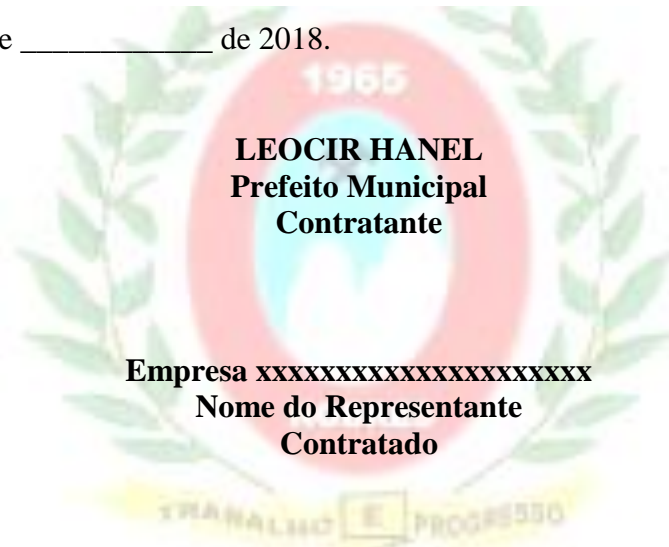 e ____________ de 2018.
1965
LEOCIR HANEL
Prefeito Municipal
Contratante
Empresa xxxxxxxxxxxxxxxxxxxxx
Nome do Representante
Contratado
TRABALHO E PROGRESSO